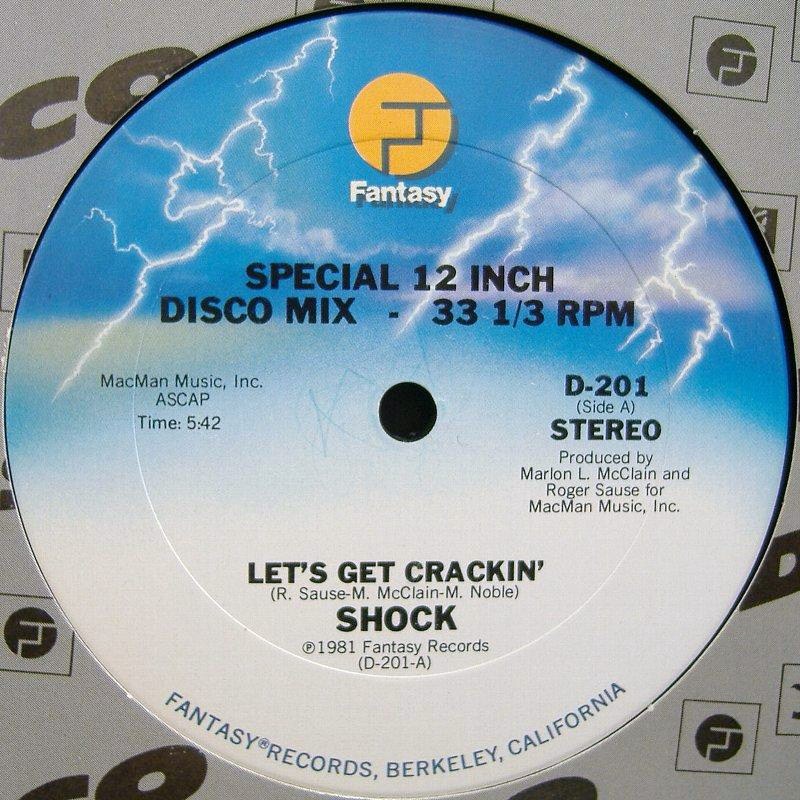 Fantasy
SPECIAL 12 INCH
DISCO MIX - 33 1/3 RPM
MacMan Music, Inc.
ASCAP
Time: 5:42
D-201
(Side A)
STEREO
Produced by
Marlon L. McClain and
Roger Sause for
MacMan Music, Inc.
LET'S GET CRACKIN'
(R. Sause-M. McClain-M. Noble)
SHOCK
℗1981 Fantasy Records
(D-201-A)
FANTASY® RECORDS, BERKELEY, CALIFORNIA